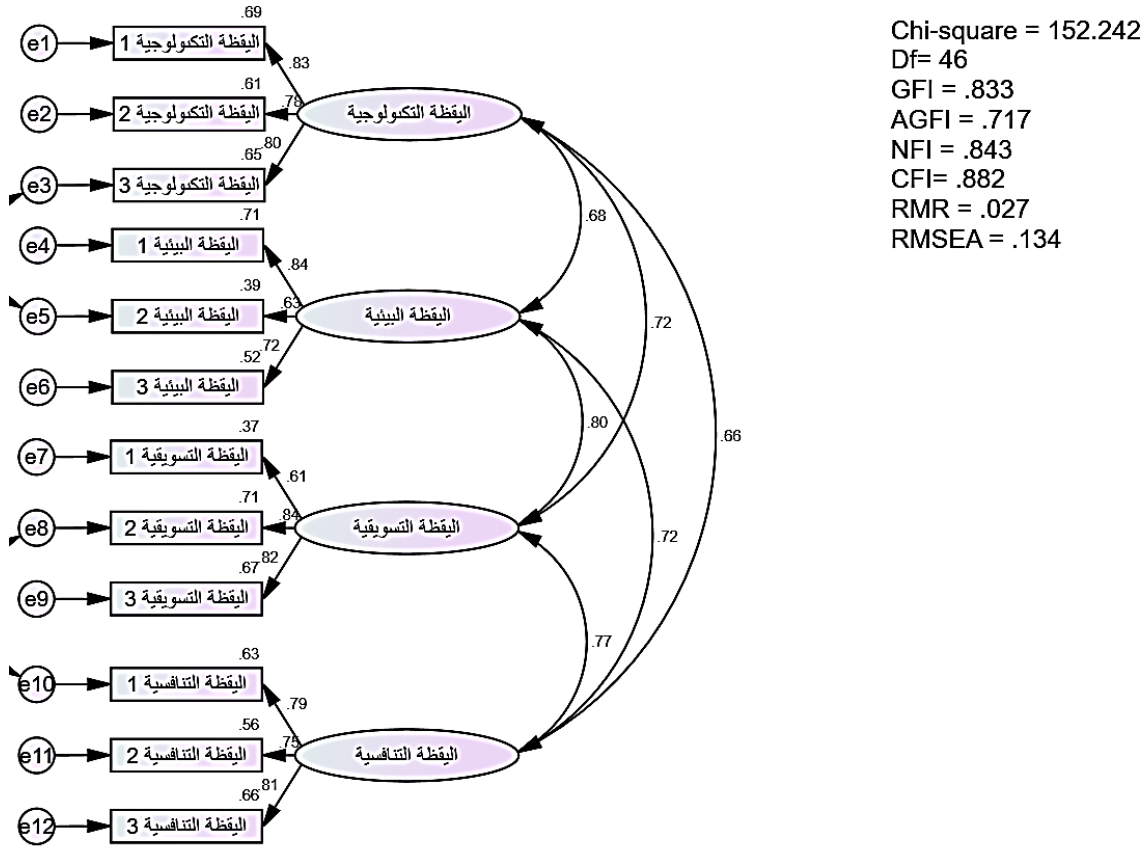 Chi-square = 152.242
Df= 46
GFI = .833
AGFI = .717
NFI = .843
CFI= .882
RMR = .027
RMSEA = .134
.69
e1
اليقظة التكنولوجية 1
.83
.61
e2
اليقظة التكنولوجية 2
.78
اليقظة التكنولوجية
.65
.80
e3
اليقظة التكنولوجية 3
.68
.71
e4
اليقظة البيئية 1
.84
.39
e5
اليقظة البيئية 2
.63
اليقظة البيئية
.72
.52
.72
e6
اليقظة البيئية 3
.80
.66
.37
e7
اليقظة التسويقية 1
.61
.71
e8
اليقظة التسويقية 2
.84
اليقظة التسويقية
.72
.67
.82
e9
اليقظة التسويقية 3
.77
.63
e10
اليقظة التنافسية 1
.79
.56
e11
اليقظة التنافسية 2
.75
اليقظة التنافسية
.66
.81
e12
اليقظة التنافسية 3